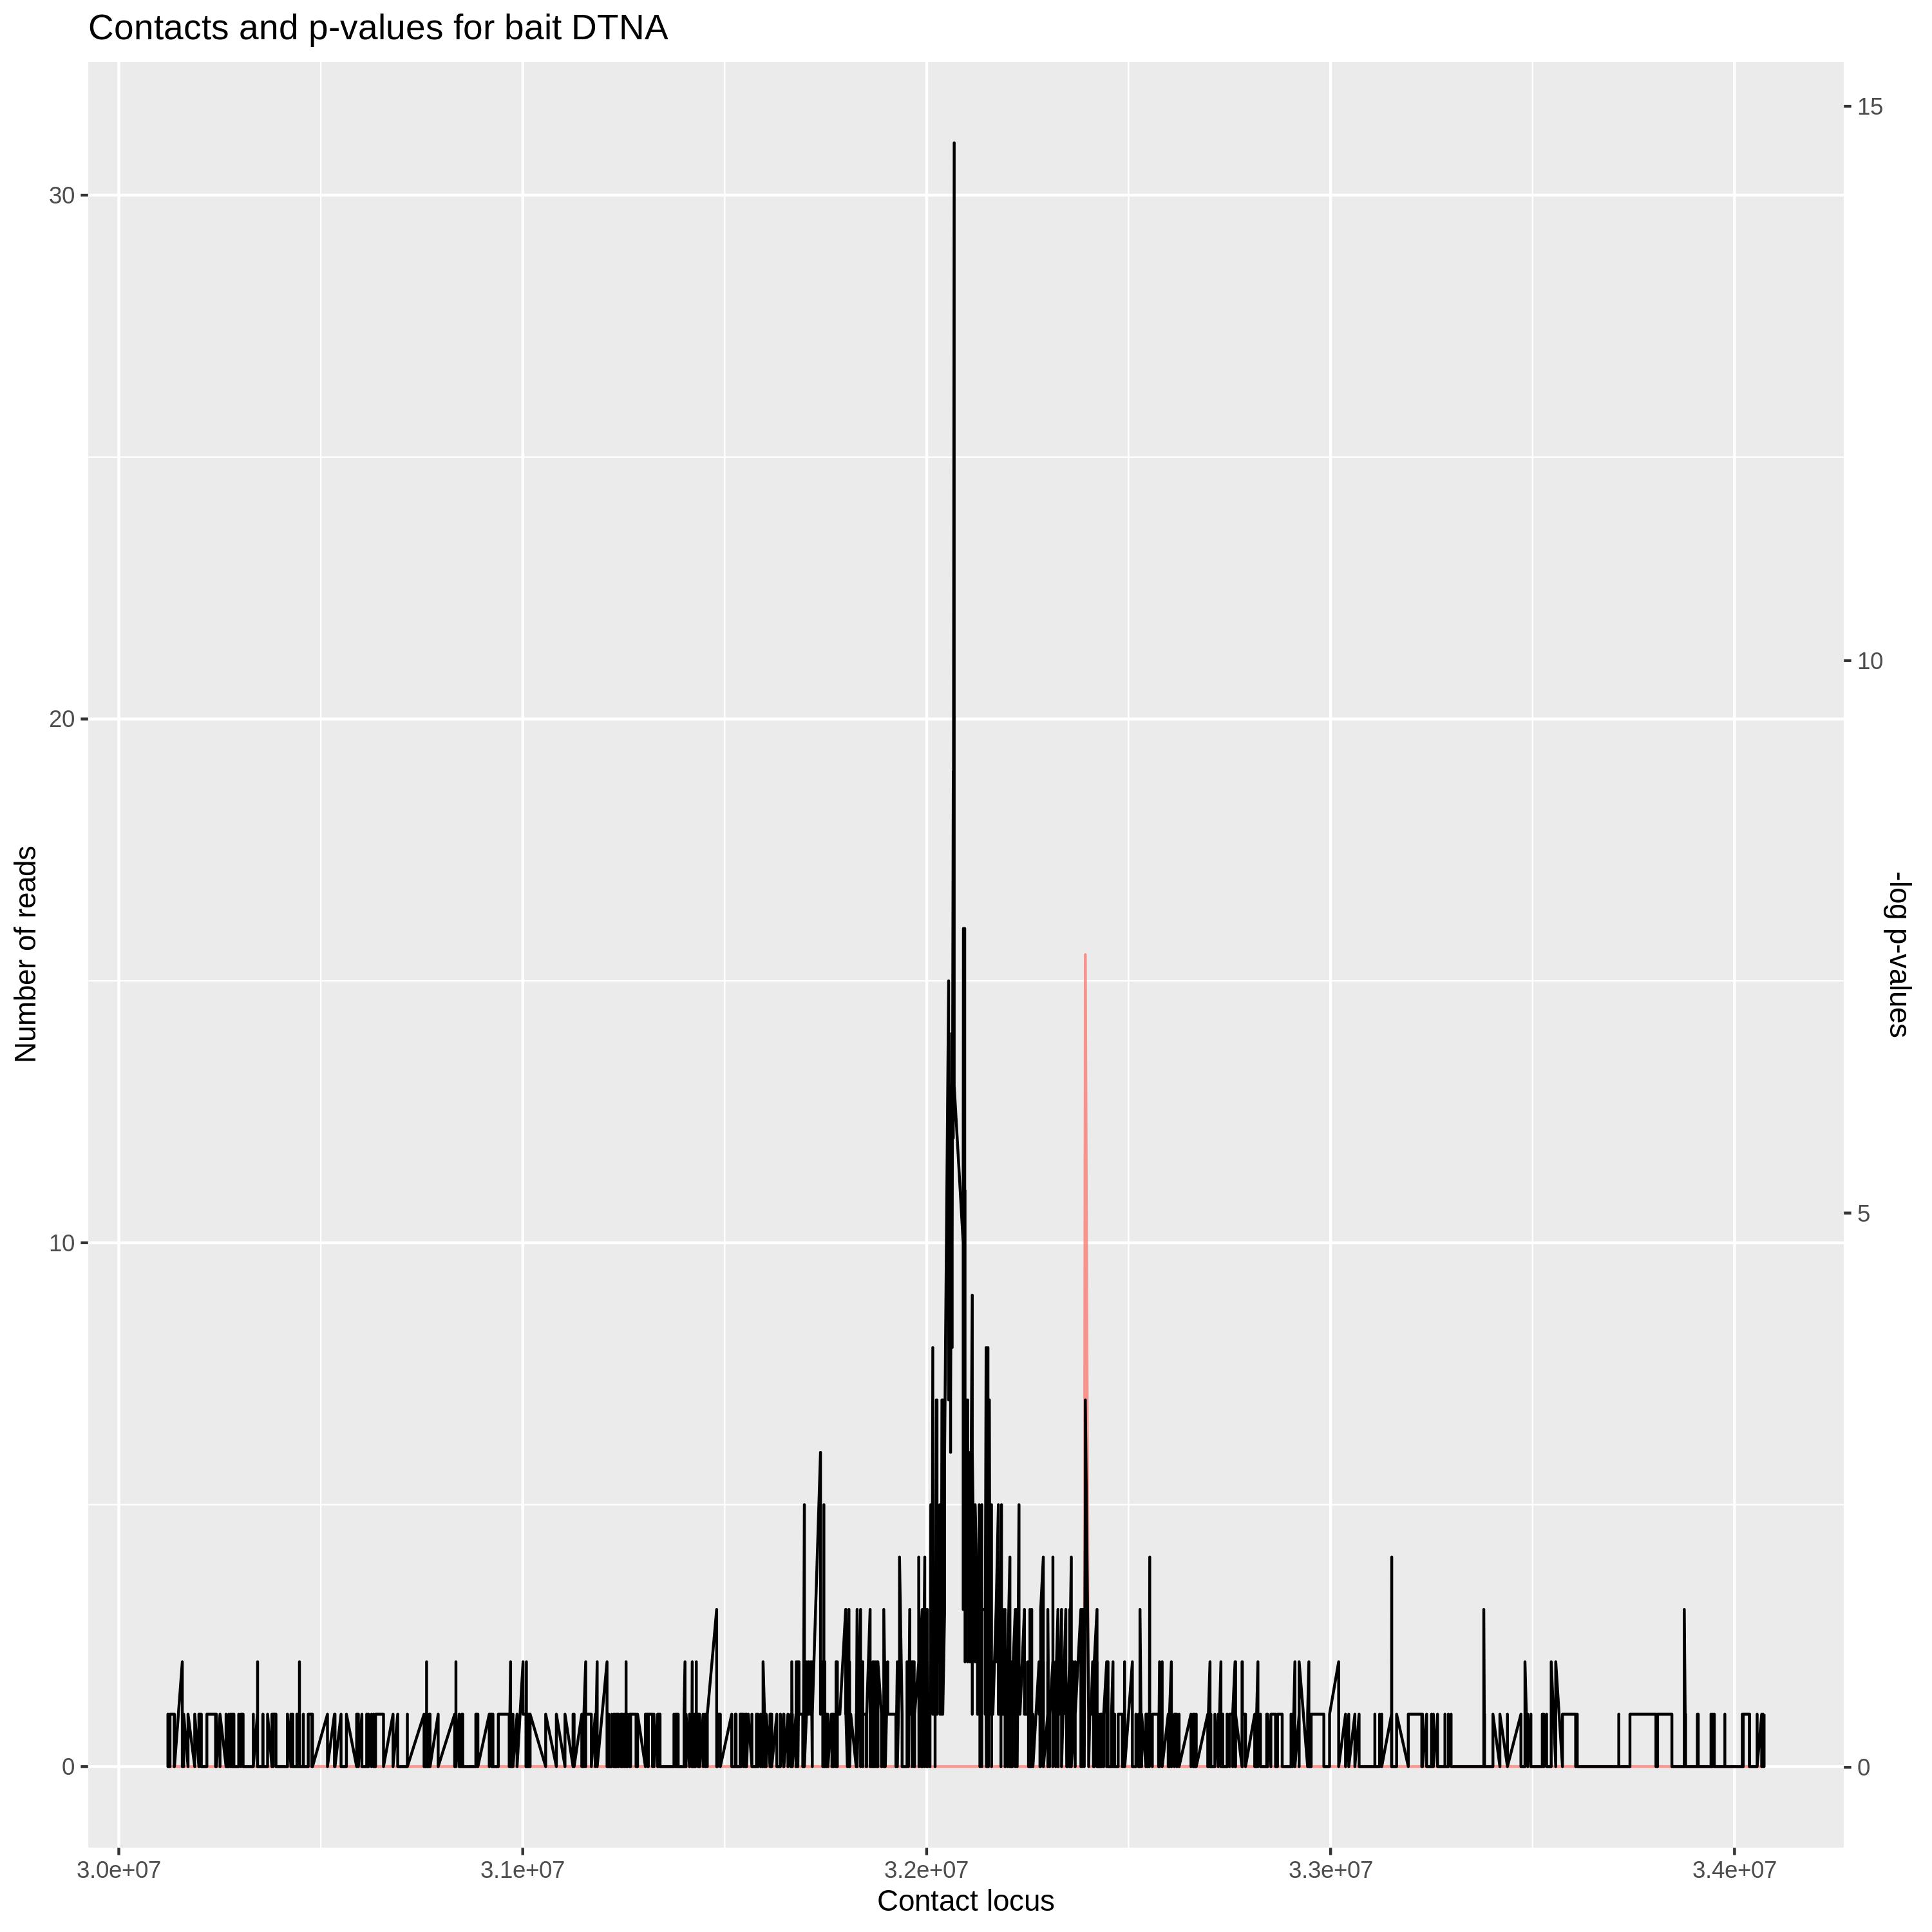 Contacts and p-values for bait DTNA
30
20
10
0
Number of reads
15
10
5
0
-log p-values
3.0e+07 3.1e+07 3.2e+07 3.3e+07 3.4e+07
Contact locus